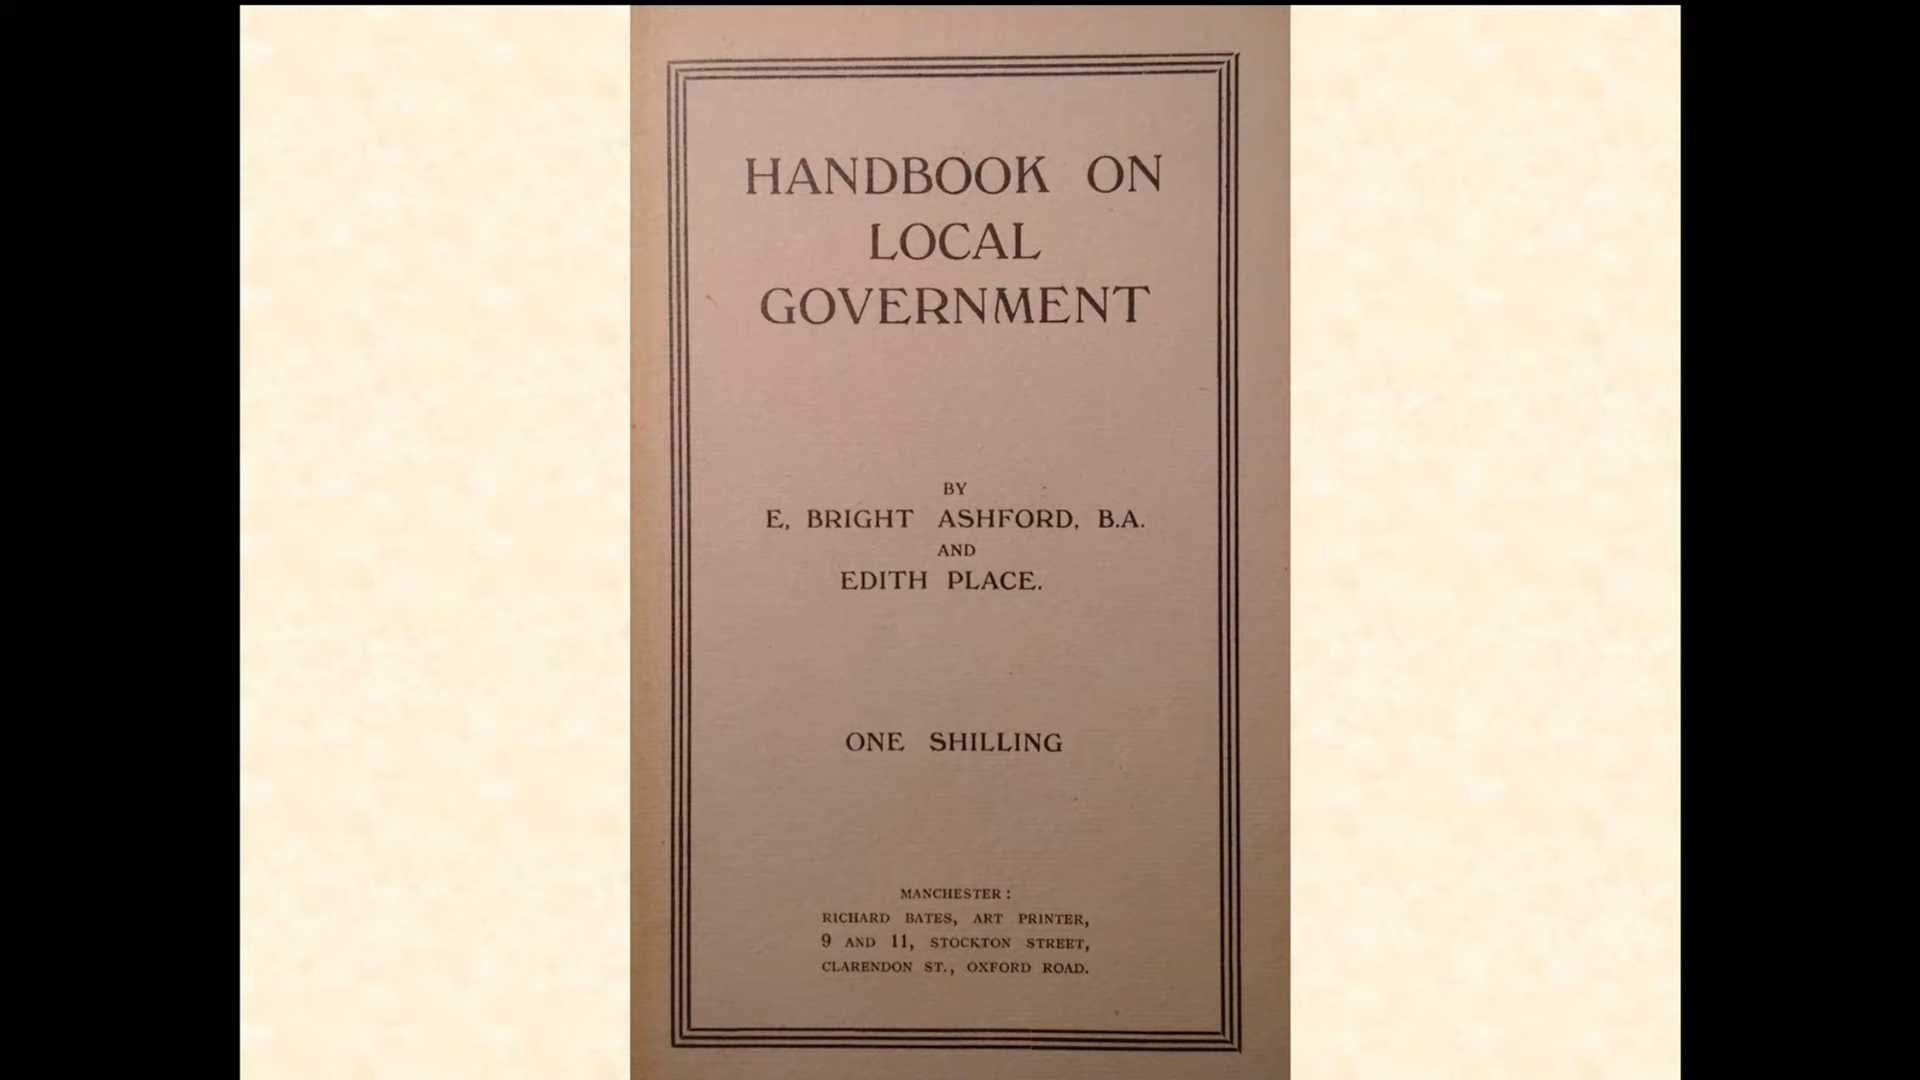 HANDBOOK ON
LOCAL
GOVERNMENT
BY
E. BRIGHT ASHFORD, B.A.
AND
EDITH PLACE.
ONE SHILLING
MANCHESTER:
RICHARD BATES, ART PRINTER,
9 AND 11, STOCKTON STREET,
CLARENDON ST., OXFORD ROAD.